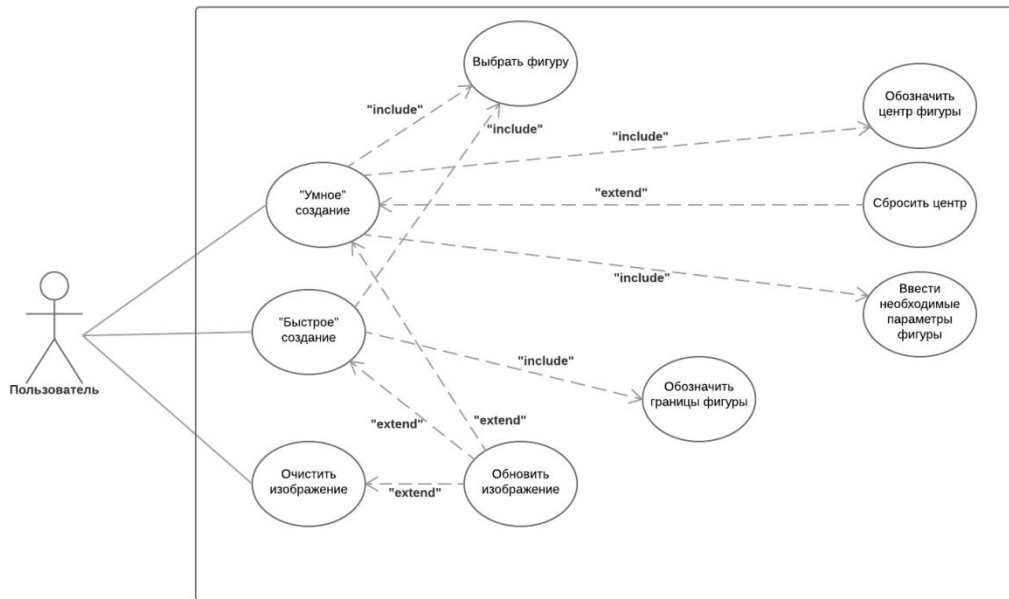 Выбрать фигуру
"include"
"include"
"include"
Обозначить
центр фигуры
"Умное"
создание
"extend"
Сбросить центр
"include"
Ввести
необходимые
параметры
фигуры
"Быстрое"
создание
"include"
Пользователь
Обозначить
границы фигуры
"extend"
"extend"
Очистить
изображение
"extend"
Обновить
изображение